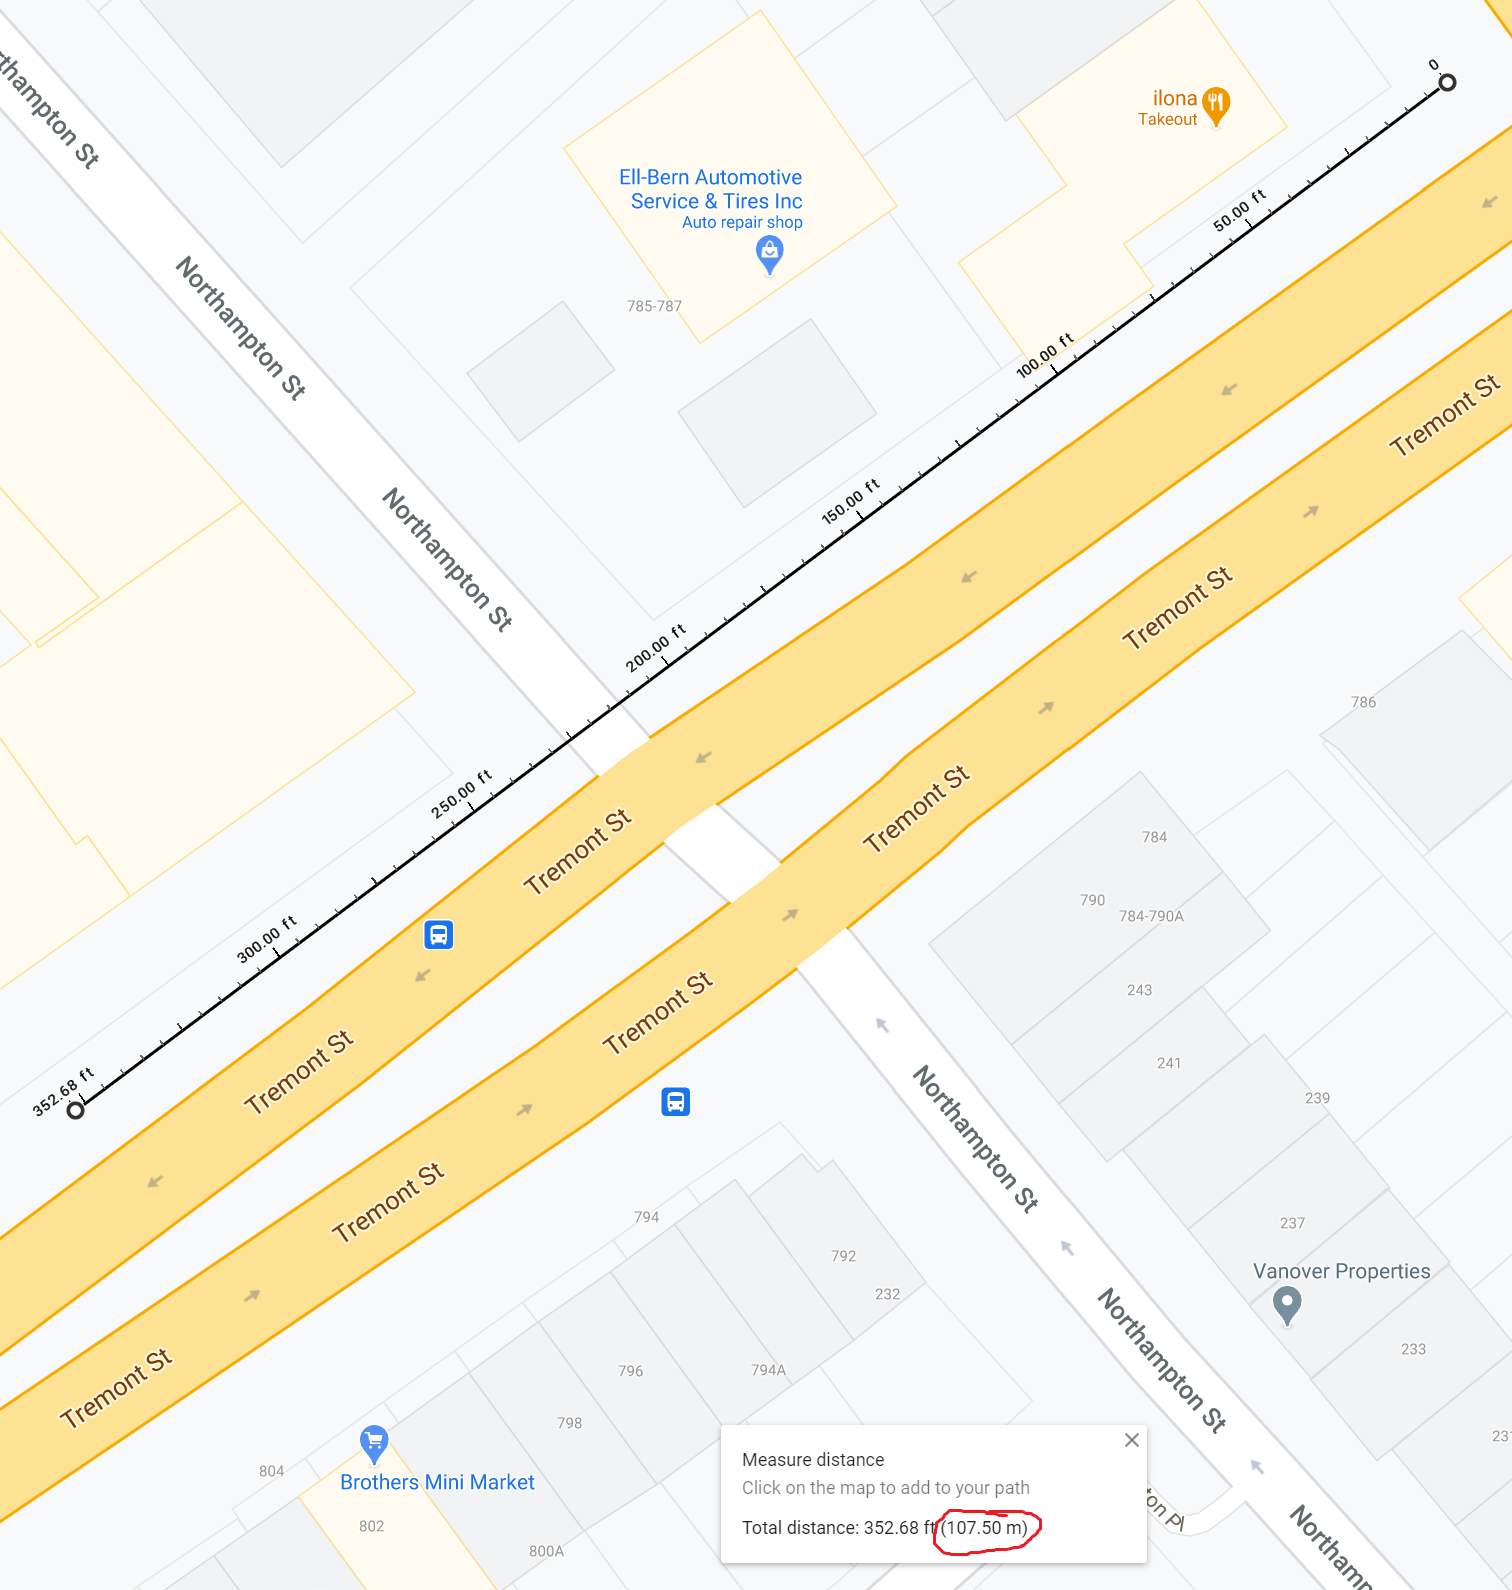 Northampton St
0
ilona
Takeout
Ell-Bern Automotive
Service & Tires Inc
Auto repair shop
50.00 ft
Northampton St
785-787
100.00 ft
Tremont St
150.00 ft
Northampton St
Tremont St
200.00 ft
786
250.00 ft
Tremont St
Tremont St
784
790
784-790A
300.00 ft
243
Tremont St
241
Tremont St
352.68 ft
239
Northampton St
Tremont St
794
237
792
Vanover Properties
232
233
Northampton St
796
794A
Tremont St
798
804
Brothers Mini Market
802
800A
Measure distance
Click on the map to add to your path
Total distance: 352.68 ft (107.50 m)
ton Pl
Northamp